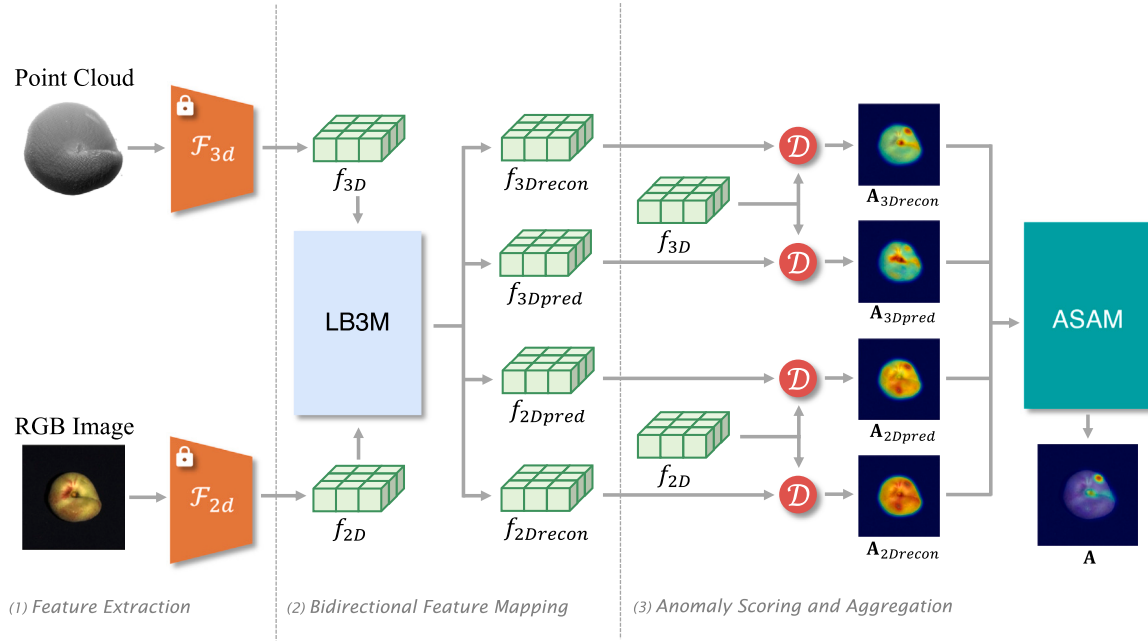 Point Cloud
ℱ3d
f3D
RGB Image
ℱ2d
f2D
LB3M
f3Drecon
f3Dpred
f2Dpred
f2Drecon
f3D
f2D
𝒟
𝒟
𝒟
𝒟
A3Drecon
A3Dpred
A2Dpred
A2Drecon
ASAM
A
(1) Feature Extraction
(2) Bidirectional Feature Mapping
(3) Anomaly Scoring and Aggregation